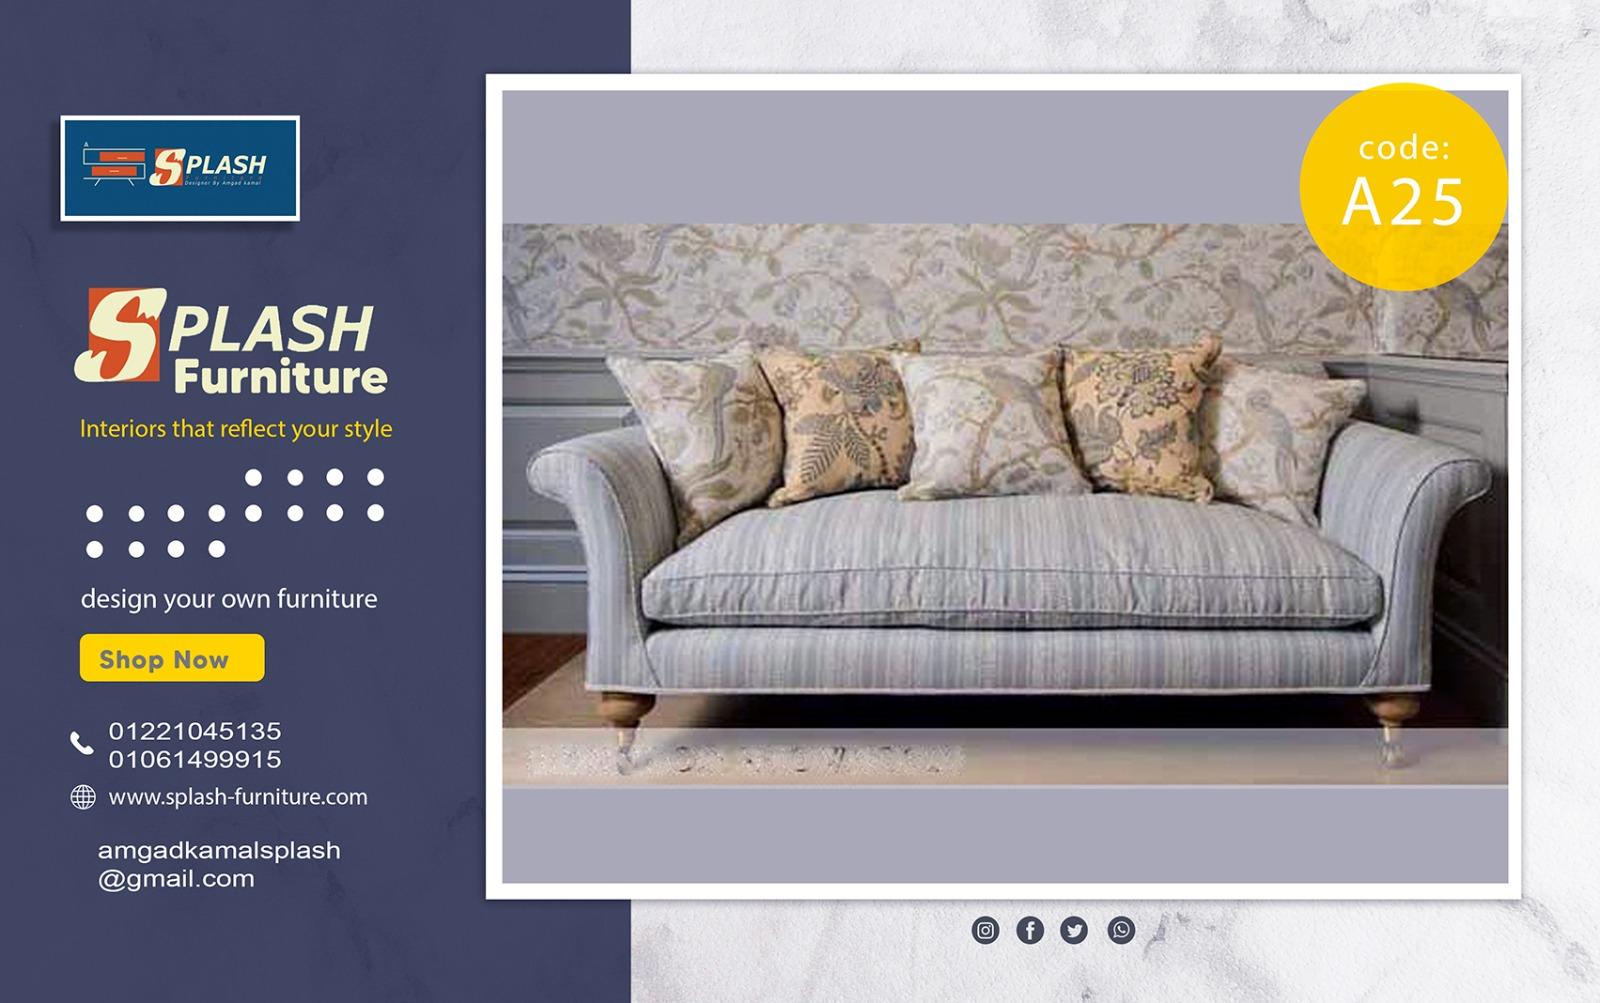 SPLASH
Designer By Amgad kamal
SPLASH
Furniture
Interiors that reflect your style
design your own furniture
Shop Now
01221045135
01061499915
www.splash-furniture.com
amgadkamalsplash
@gmail.com
code:
A25